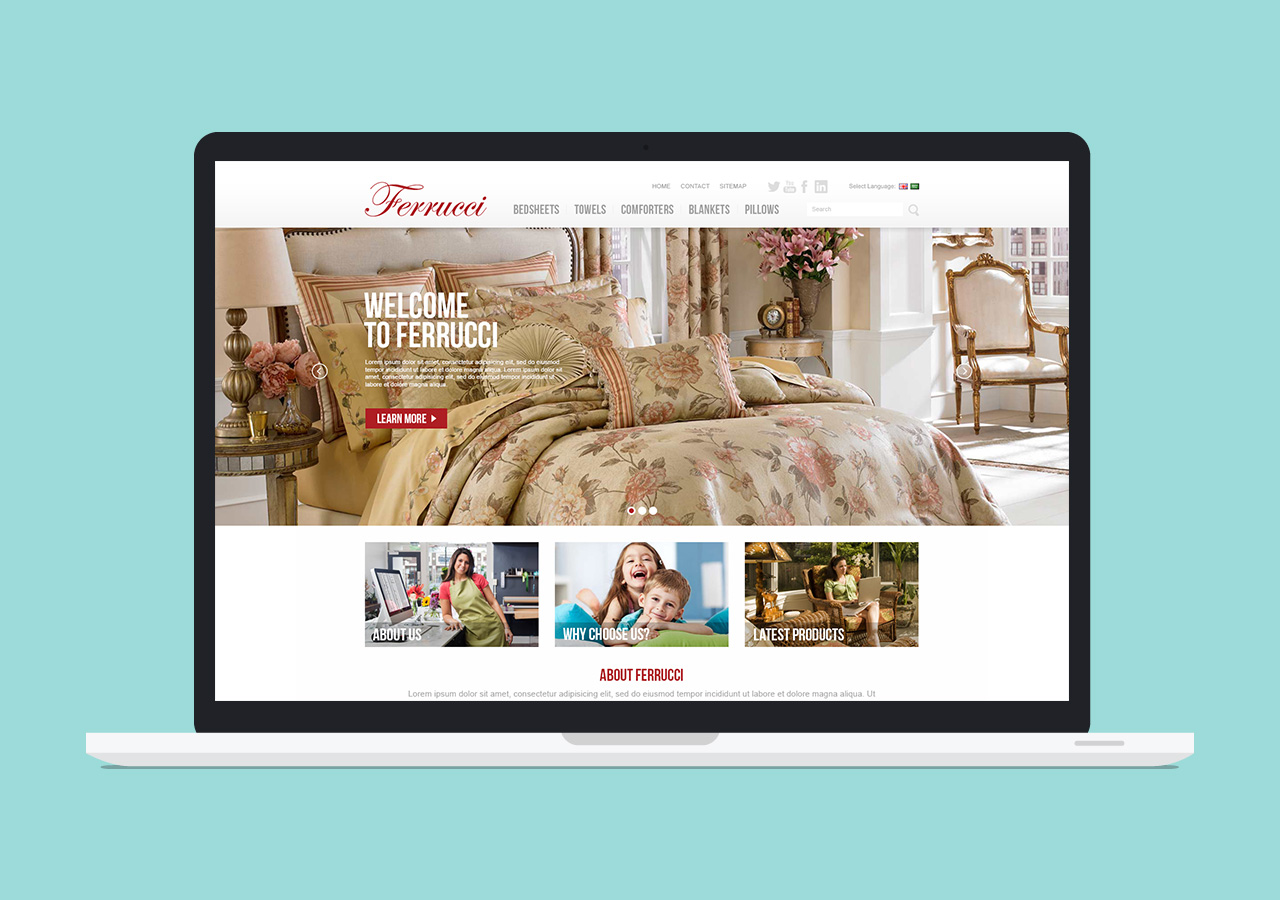 HOME CONTACT SITEMAP
You Tube
f
in
Select Language:
Ferrucci
BEDSHEETS TOWELS COMFORTERS BLANKETS PILLOWS
Search
WELCOME
TO FERRUCCI
Lorem ipsum dolor sit amet, consectetur adipisicing elit, sed do eiusmod
tempor incididunt ut labore et dolore magna aliqua. Lorem ipsum dolor sit
amet, consectetur adipisicing elit, sed do eiusmod tempor incididunt ut
labore et dolore magna aliqua.
LEARN MORE
ABOUT US
WHY CHOOSE US?
LATEST PRODUCTS
ABOUT FERRUCCI
Lorem ipsum dolor sit amet, consectetur adipisicing elit, sed do eiusmod tempor incididunt ut labore et dolore magna aliqua. Ut